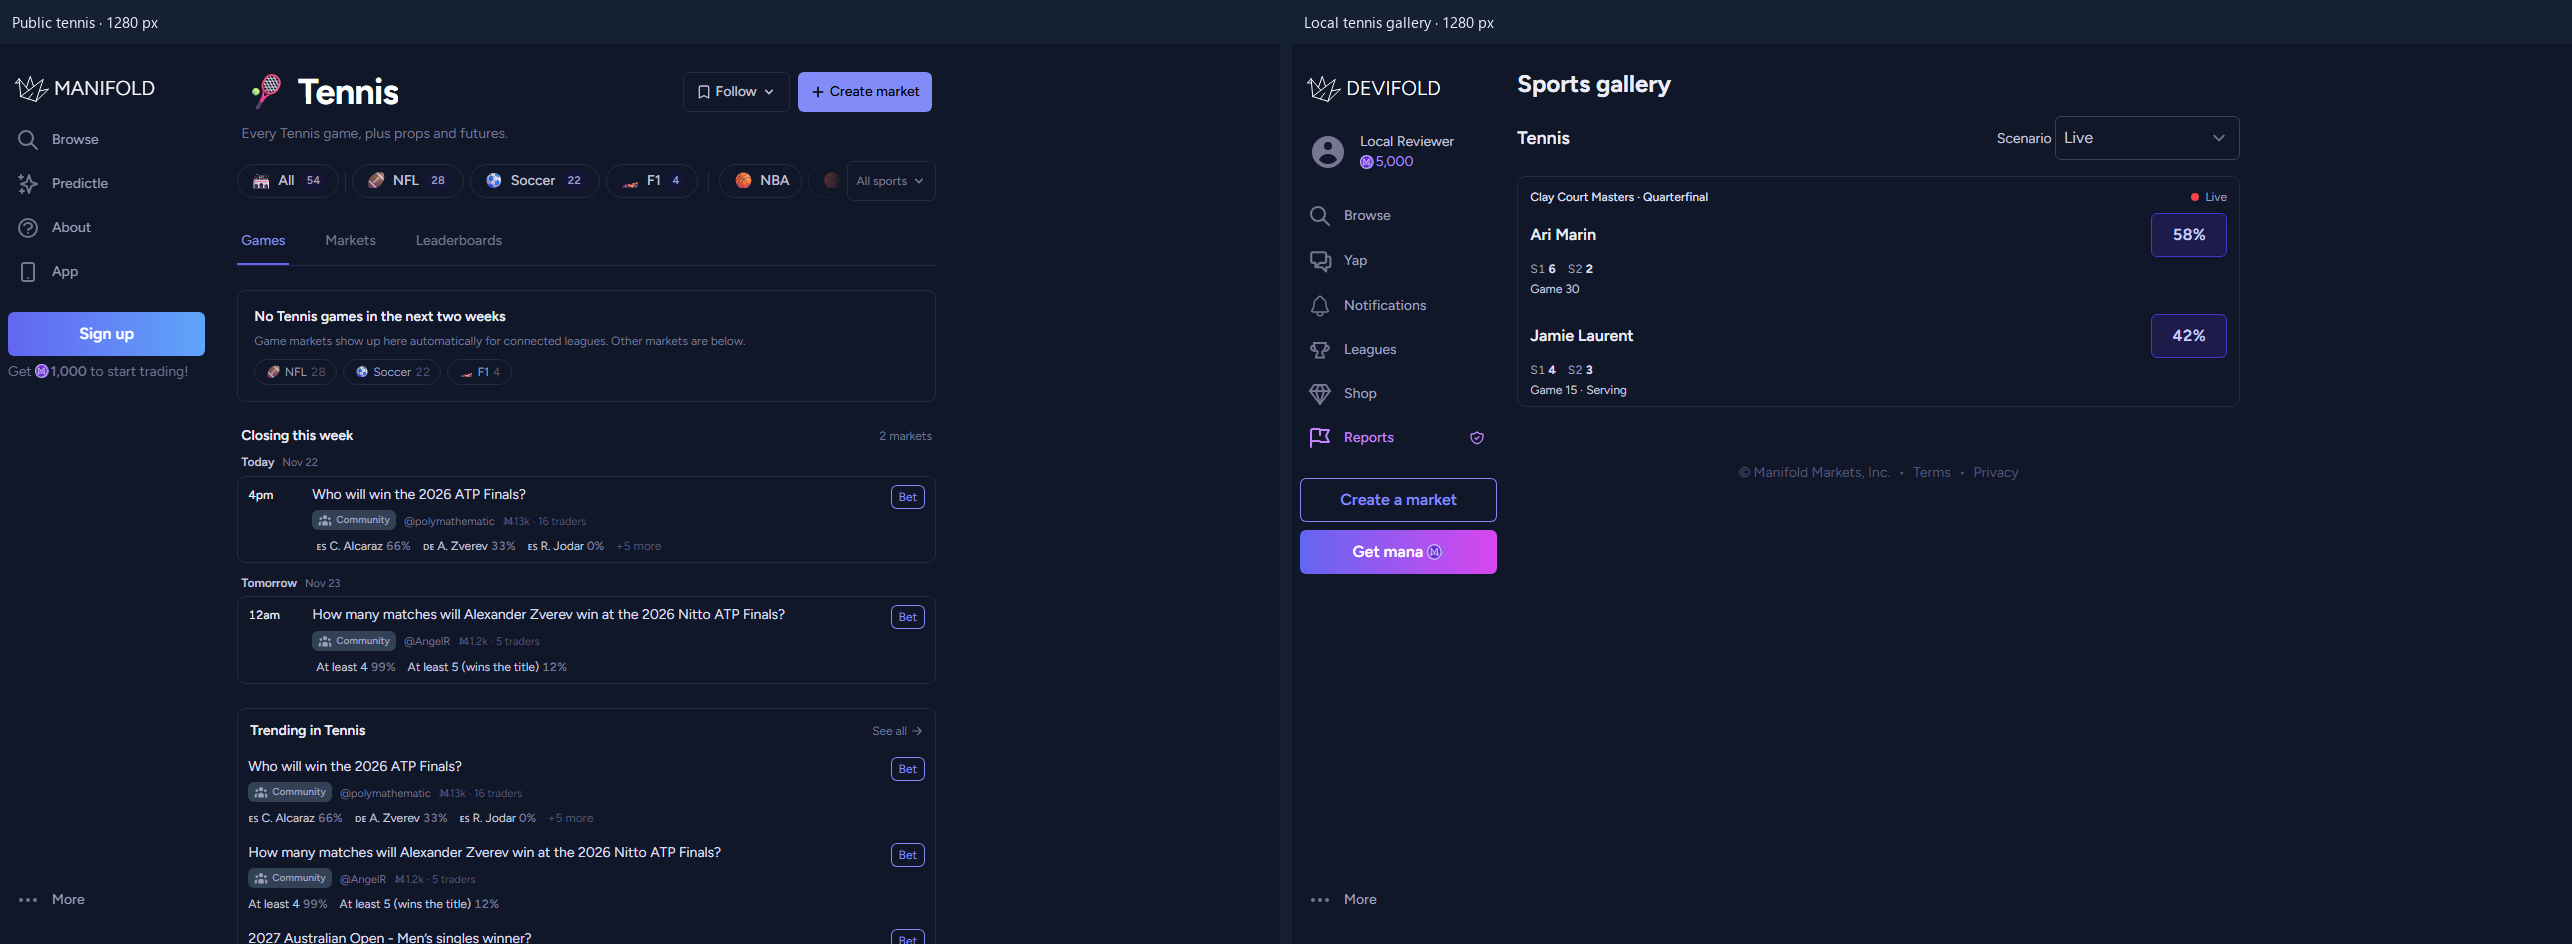 Public tennis · 1280 px
MANIFOLD
Browse
Predictle
About
App
Sign up
Get M1,000 to start trading!
More
Tennis
Follow
+ Create market
Every Tennis game, plus props and futures.
All 54
NFL 28
Soccer 22
F1 4
NBA
All sports
Games
Markets
Leaderboards
No Tennis games in the next two weeks
Game markets show up here automatically for connected leagues. Other markets are below.
NFL 28
Soccer 22
F1 4
Closing this week
2 markets
Today Nov 22
4pm
Who will win the 2026 ATP Finals?
Bet
Community @polymathematic M13k · 16 traders
ES C. Alcaraz 66% DE A. Zverev 33% ES R. Jodar 0% +5 more
Tomorrow Nov 23
12am
How many matches will Alexander Zverev win at the 2026 Nitto ATP Finals?
Bet
Community @AngelR M1.2k · 5 traders
At least 4 99% At least 5 (wins the title) 12%
Trending in Tennis
See all →
Who will win the 2026 ATP Finals?
Bet
Community @polymathematic M13k · 16 traders
ES C. Alcaraz 66% DE A. Zverev 33% ES R. Jodar 0% +5 more
How many matches will Alexander Zverev win at the 2026 Nitto ATP Finals?
Bet
Community @AngelR M1.2k · 5 traders
At least 4 99% At least 5 (wins the title) 12%
2027 Australian Open - Men's singles winner?
Bet
Local tennis gallery · 1280 px
DEVIFOLD
Local Reviewer
M5,000
Browse
Yap
Notifications
Leagues
Shop
Reports
Create a market
Get mana M
More
Sports gallery
Tennis
Scenario Live
Clay Court Masters · Quarterfinal
Live
Ari Marin
58%
S1 6 S2 2
Game 30
Jamie Laurent
42%
S1 4 S2 3
Game 15 · Serving
© Manifold Markets, Inc. • Terms • Privacy